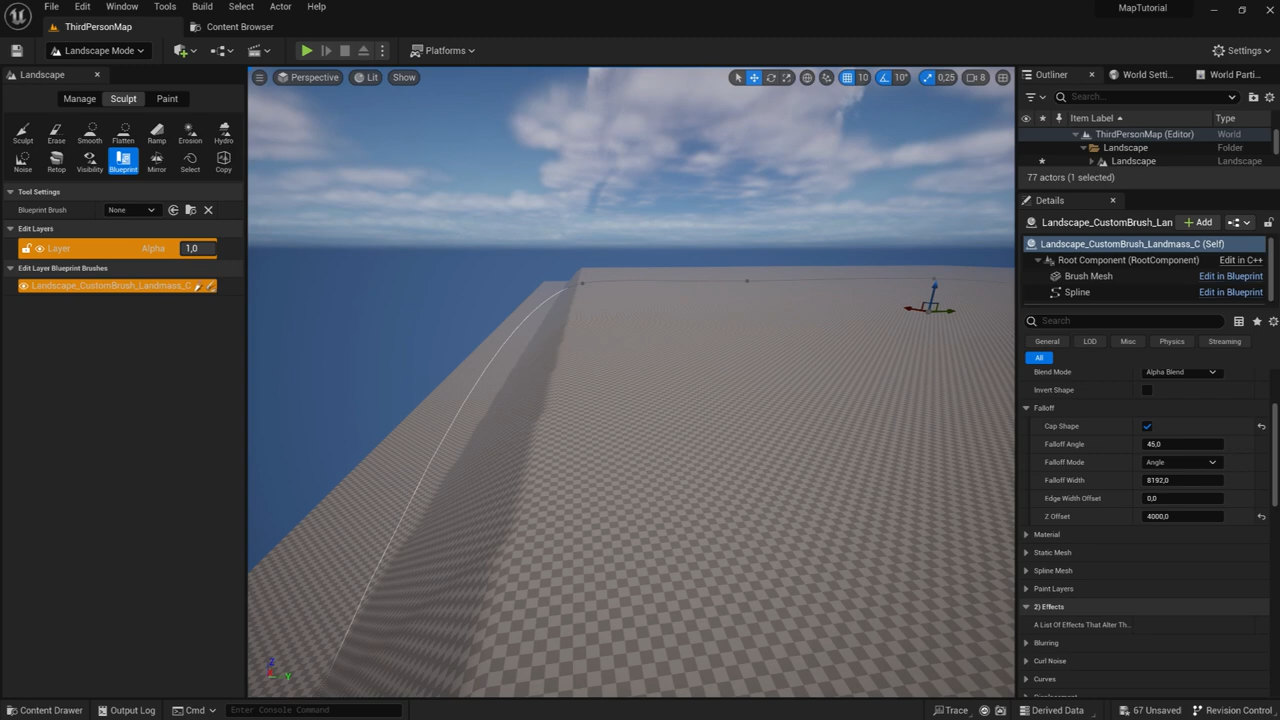 File Edit Window Tools Build Select Actor Help
MapTutorial
ThirdPersonMap Content Browser
Landscape Mode Platforms Settings
Landscape
Manage Sculpt Paint
Sculpt Erase Smooth Flatten Ramp Erosion Hydro
Noise Retop Visibility Blueprint Mirror Select Copy
Tool Settings
Blueprint Brush None
Edit Layers
Layer Alpha 1,0
Edit Layer Blueprint Brushes
Landscape_CustomBrush_Landmass_C
Perspective Lit Show
10 10° 0,25 8
Z
Y
Outliner World Setti... World Parti...
Search...
Item Label Type
ThirdPersonMap (Editor) World
Landscape Folder
Landscape Landscape
77 actors (1 selected)
Details
Landscape_CustomBrush_Lan Add
Landscape_CustomBrush_Landmass_C (Self)
Root Component (RootComponent) Edit in C++
Brush Mesh Edit in Blueprint
Spline Edit in Blueprint
Search
General LOD Misc Physics Streaming
All
Blend Mode Alpha Blend
Invert Shape
Falloff
Cap Shape
Falloff Angle 45,0
Falloff Mode Angle
Falloff Width 8192,0
Edge Width Offset 0,0
Z Offset 4000,0
Material
Static Mesh
Spline Mesh
Paint Layers
2) Effects
A List Of Effects That Alter Th...
Blurring
Curl Noise
Curves
Content Drawer Output Log Cmd Enter Console Command Trace Derived Data 67 Unsaved Revision Control